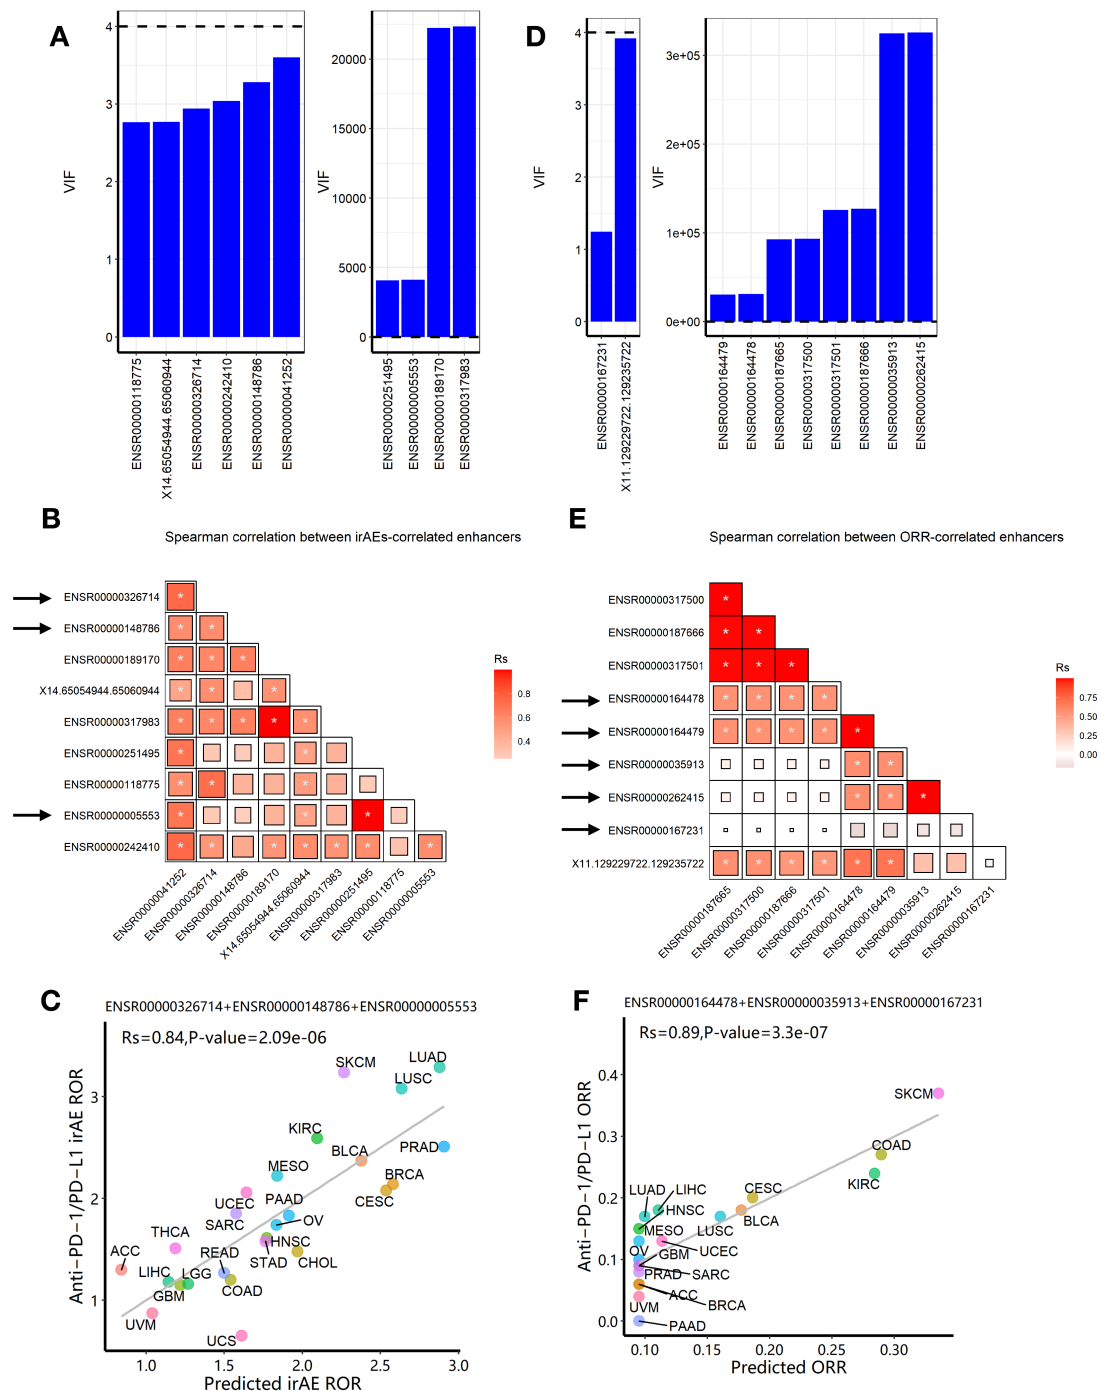 A
VIF
4
3
2
1
0
ENSR00000118775
X14.65054944.65060944
ENSR00000326714
ENSR00000242410
ENSR00000148786
ENSR00000041252
VIF
20000
15000
10000
5000
0
ENSR00000251495
ENSR00000005553
ENSR00000189170
ENSR00000317983
D
VIF
4
3
2
1
0
ENSR00000167231
X11.129229722.129235722
VIF
3e+05
2e+05
1e+05
0e+00
ENSR00000164479
ENSR00000164478
ENSR00000187665
ENSR00000317500
ENSR00000317501
ENSR00000187666
ENSR00000035913
ENSR00000262415
B
Spearman correlation between irAEs-correlated enhancers
ENSR00000326714
ENSR00000148786
ENSR00000189170
X14.65054944.65060944
ENSR00000317983
ENSR00000251495
ENSR00000118775
ENSR00000005553
ENSR00000242410
ENSR00000041252
ENSR00000326714
ENSR00000148786
ENSR00000189170
X14.65054944.65060944
ENSR00000317983
ENSR00000251495
ENSR00000118775
ENSR00000005553
Rs
0.8
0.6
0.4
E
Spearman correlation between ORR-correlated enhancers
ENSR00000317500
ENSR00000187666
ENSR00000317501
ENSR00000164478
ENSR00000164479
ENSR00000035913
ENSR00000262415
ENSR00000167231
X11.129229722.129235722
ENSR00000187665
ENSR00000317500
ENSR00000187666
ENSR00000317501
ENSR00000164478
ENSR00000164479
ENSR00000035913
ENSR00000262415
ENSR00000167231
Rs
0.75
0.50
0.25
0.00
C
ENSR00000326714+ENSR00000148786+ENSR00000005553
Rs=0.84,P-value=2.09e-06
Anti-PD-1/PD-L1 irAE ROR
3
2
1
SKCM
LUAD
LUSC
KIRC
BLCA
PRAD
MESO
BRCA
CESC
UCEC
PAAD
SARC
OV
THCA
HNSC
READ
STAD
CHOL
ACC
LIHC
LGG
GBM
COAD
UVM
UCS
1.0
1.5
2.0
2.5
3.0
Predicted irAE ROR
F
ENSR00000164478+ENSR00000035913+ENSR00000167231
Rs=0.89,P-value=3.3e-07
Anti-PD-1/PD-L1 ORR
0.4
0.3
0.2
0.1
0.0
SKCM
COAD
KIRC
LUAD
LIHC
CESC
HNSC
BLCA
MESO
LUSC
OV
GBM
UCEC
PRAD
SARC
ACC
UVM
BRCA
PAAD
0.10
0.15
0.20
0.25
0.30
Predicted ORR